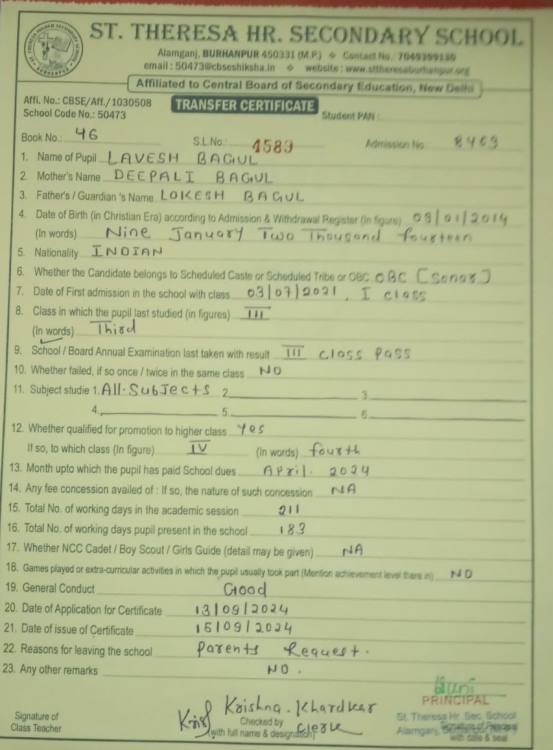 ST. THERESA HR. SECONDARY SCHOOL
Alamganj, BURHANPUR 450331 (M.P.) Contact No.: 7049399130
email : 50473@cbseshiksha.in website : www.sttheresaburhanpur.org
Affiliated to Central Board of Secondary Education, New Delhi
Affi. No.: CBSE/Aff./1030508
TRANSFER CERTIFICATE
School Code No.: 50473
Student PAN :
Book No.: 46 S.L.No.: 4589 Admission No. 8463
1. Name of Pupil LAVESH BAGUL
2. Mother's Name DEEPALI BAGUL
3. Father's / Guardian 's Name LOKESH BAGUL
4. Date of Birth (in Christian Era) according to Admission & Withdrawal Register (In figure) 09/01/2014
(In words) Nine January Two Thousand fourteen
5. Nationality INDIAN
6. Whether the Candidate belongs to Scheduled Caste or Scheduled Tribe or OBC OBC [Sonar]
7. Date of First admission in the school with class 03/07/2021, I class
8. Class in which the pupil last studied (in figures) III
(In words) Third
9. School / Board Annual Examination last taken with result III class Pass
10. Whether failed, if so once / twice in the same class NO
11. Subject studie 1. All-Subjects 2. 3.
4. 5. 6.
12. Whether qualified for promotion to higher class Yes
If so, to which class (In figure) IV (In words) fourth
13. Month upto which the pupil has paid School dues April. 2024
14. Any fee concession availed of : If so, the nature of such concession NA
15. Total No. of working days in the academic session 211
16. Total No. of working days pupil present in the school 183
17. Whether NCC Cadet / Boy Scout / Girls Guide (detail may be given) NA
18. Games played or extra-curricular activities in which the pupil usually took part (Mention achievement level there in) NO
19. General Conduct Good
20. Date of Application for Certificate 13/09/2024
21. Date of issue of Certificate 15/09/2024
22. Reasons for leaving the school Parents Request.
23. Any other remarks NO.
PRINCIPAL
Krishna. Khardkar
St. Theresa Hr. Sec. School
Signature of Class Teacher
Checked by Clerk
(with full name & designation)
Alamganj,
Signature of Principal
with date & seal